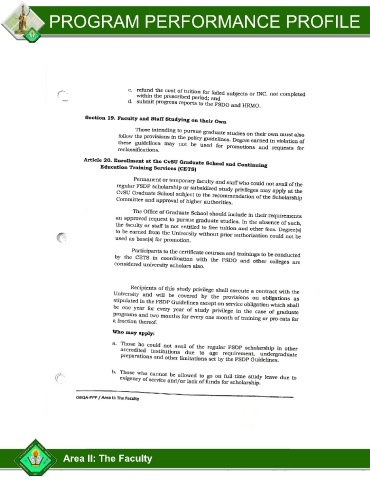 PROGRAM PERFORMANCE PROFILE
c. refund the cost of tuition for failed subjects or INC. not completed
within the prescribed period; and
d. submit progress reports to the FSDO and HRMO.
Section 19. Faculty and Staff Studying on their Own
Those intending to pursue graduate studies on their own must also
follow the provisions in the policy guidelines. Degree earned in violation of
these guidelines may not be used for promotions and requests for
reclassifications.
Article 20. Enrollment at the CvSU Graduate School and Continuing
Education Training Services (CETS)
Permanent or temporary faculty and staff who could not avail of the
regular FSDP scholarship or subsidized study privileges may apply at the
CvSU Graduate School subject to the recommendation of the Scholarship
Committee and approval of higher authorities.
The Office of Graduate School should include in their requirements
an approved request to pursue graduate studies. In the absence of such,
the faculty or staff is not entitled to free tuition and other fees. Degree(s)
to be earned from the University without prior authorization could not be
used as basis(s) for promotion.
Participants to the certificate courses and trainings to be conducted
by the CETS in coordination with the FSDO and other colleges are
considered university scholars also.
Recipients of this study privilege shall execute a contract with the
University and will be covered by the provisions on obligations as
stipulated in the FSDP Guidelines except on service obligation which shall
be one year for every year of study privilege in the case of graduate
programs and two months for every one month of training or pro-rata for
a fraction thereof.
Who may apply:
a. Those ho could not avail of the regular FSDP scholarship in other
accredited institutions due to age requirement, undergraduate
preparations and other limitations set by the FSDP Guidelines.
b. Those who cannot be allowed to go on full time study leave due to
exigency of service and/or lack of funds for scholarship.
OEQA-PPP / Area II: The Faculty
Area II: The Faculty